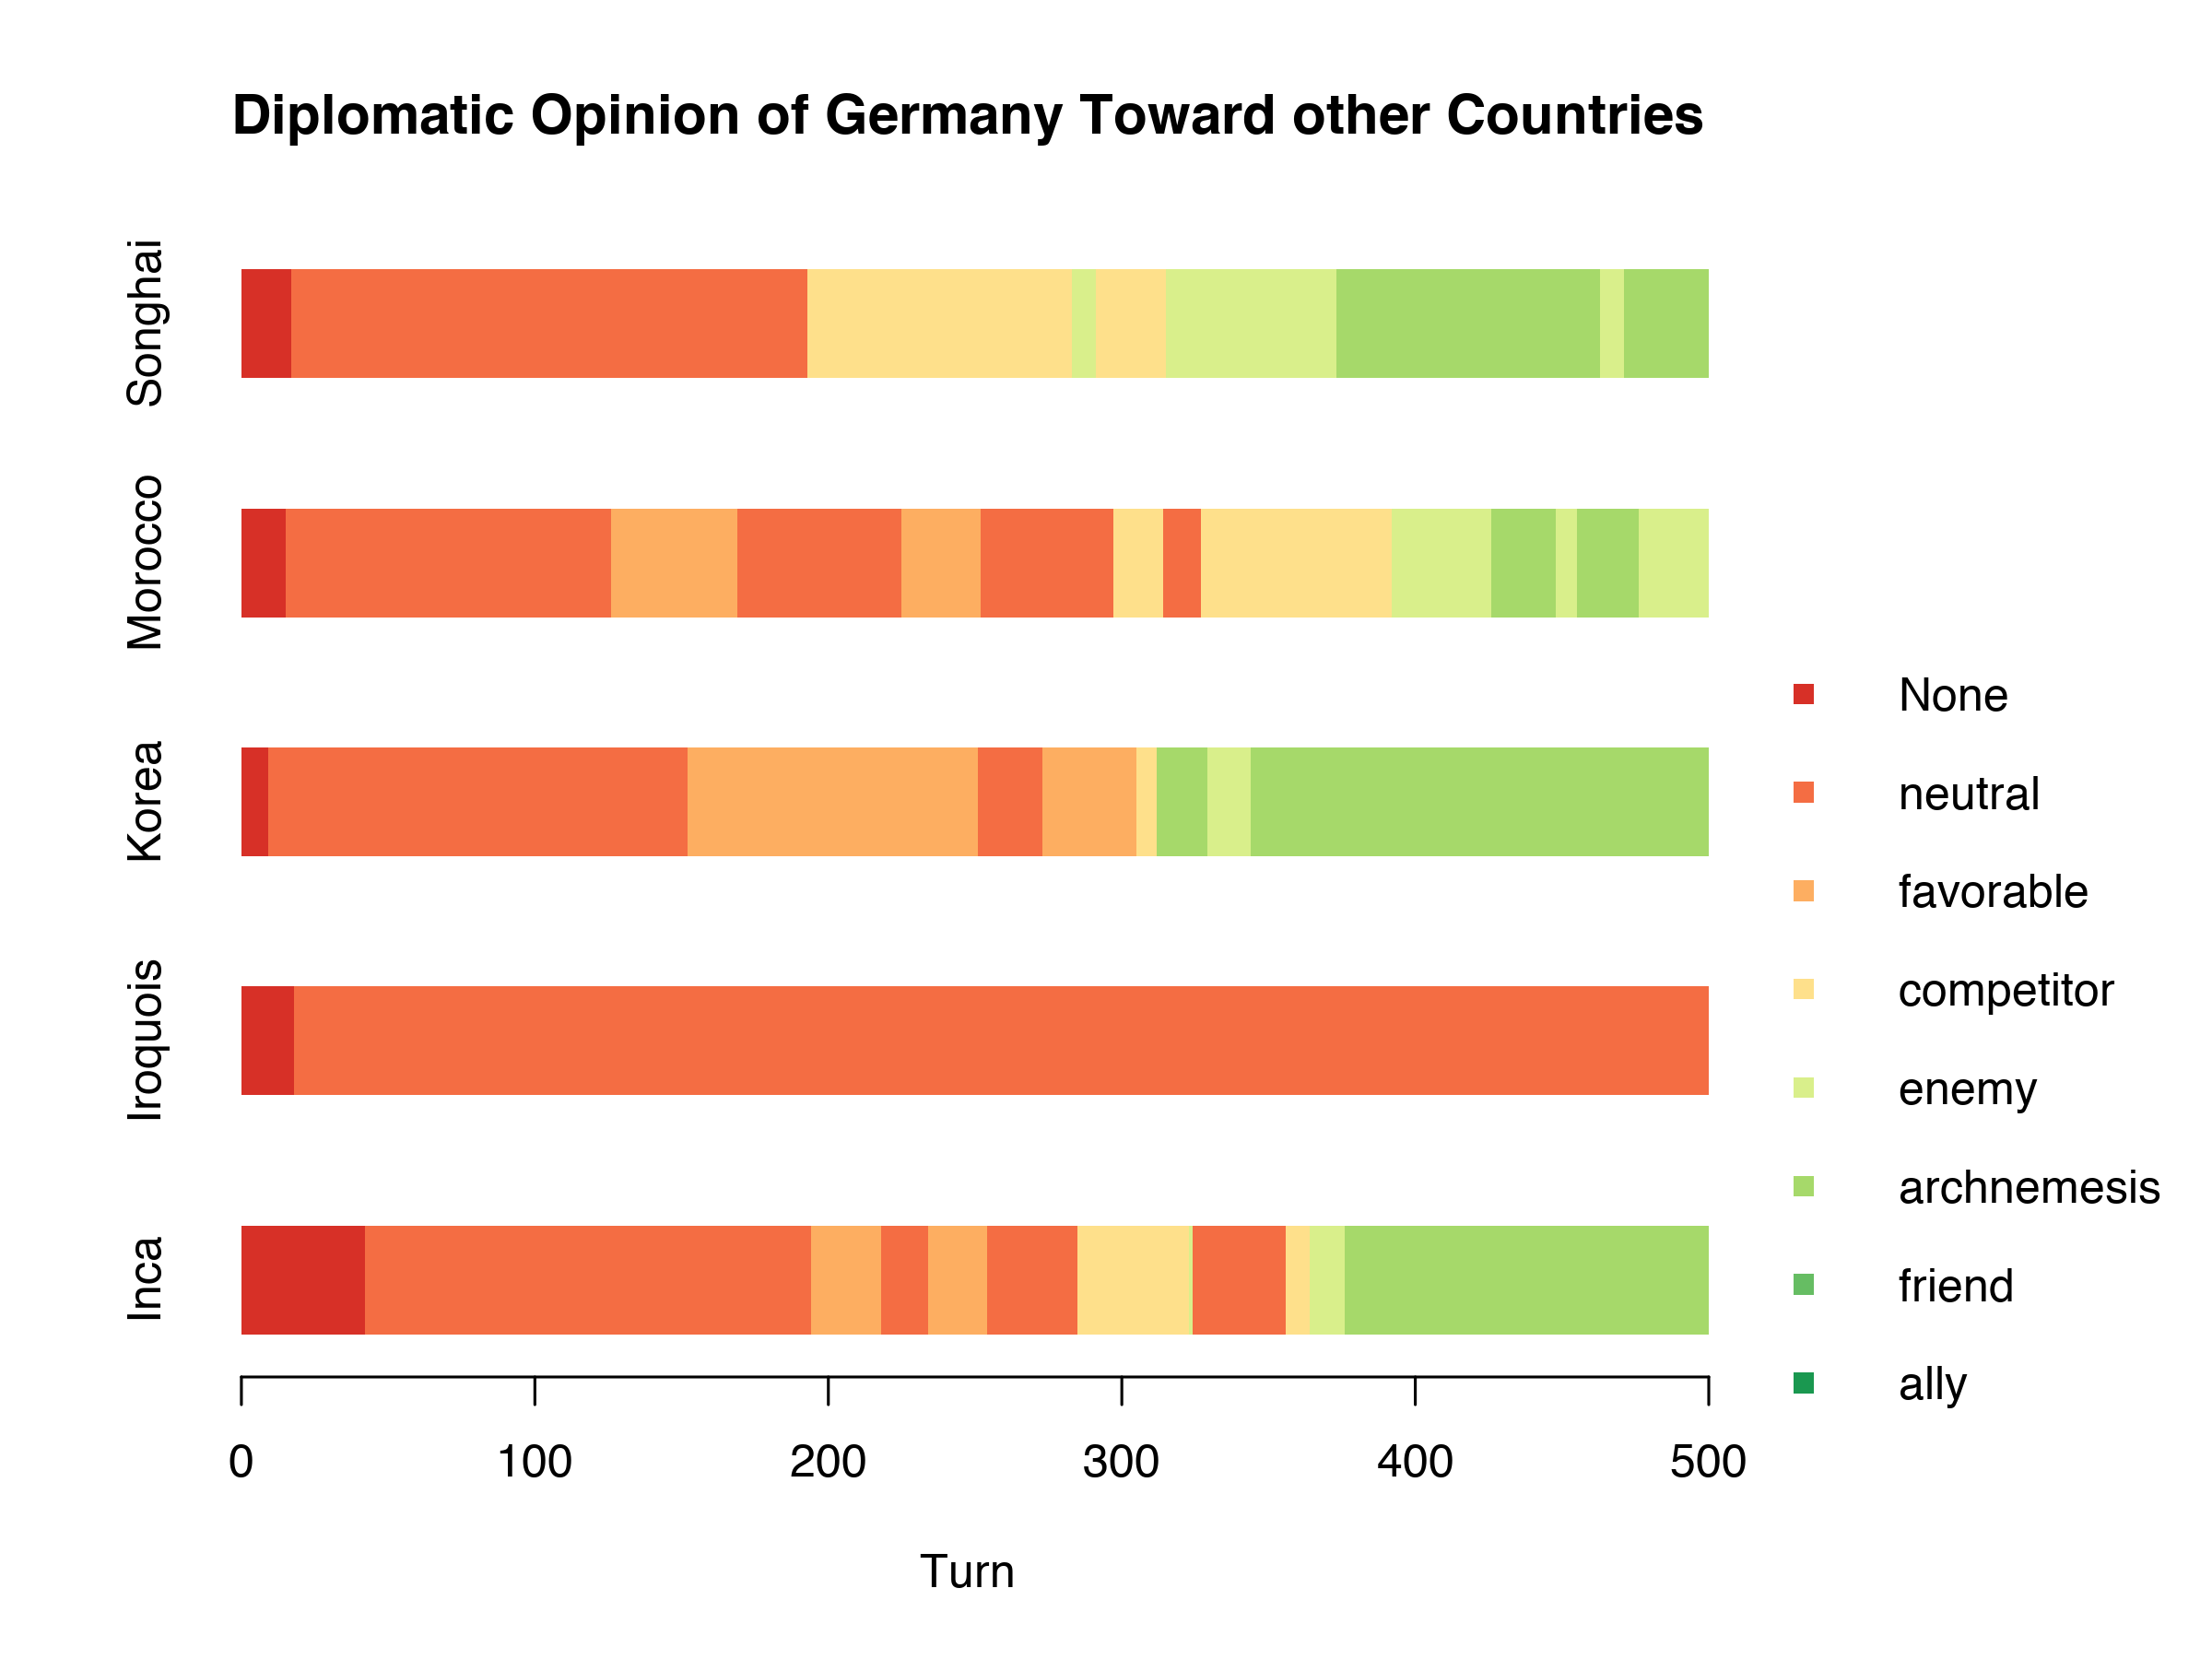 Diplomatic Opinion of Germany Toward other Countries
Songhai
Morocco
Korea
Iroquois
Inca
None
neutral
favorable
competitor
enemy
archnemesis
friend
ally
0 100 200 300 400 500
Turn